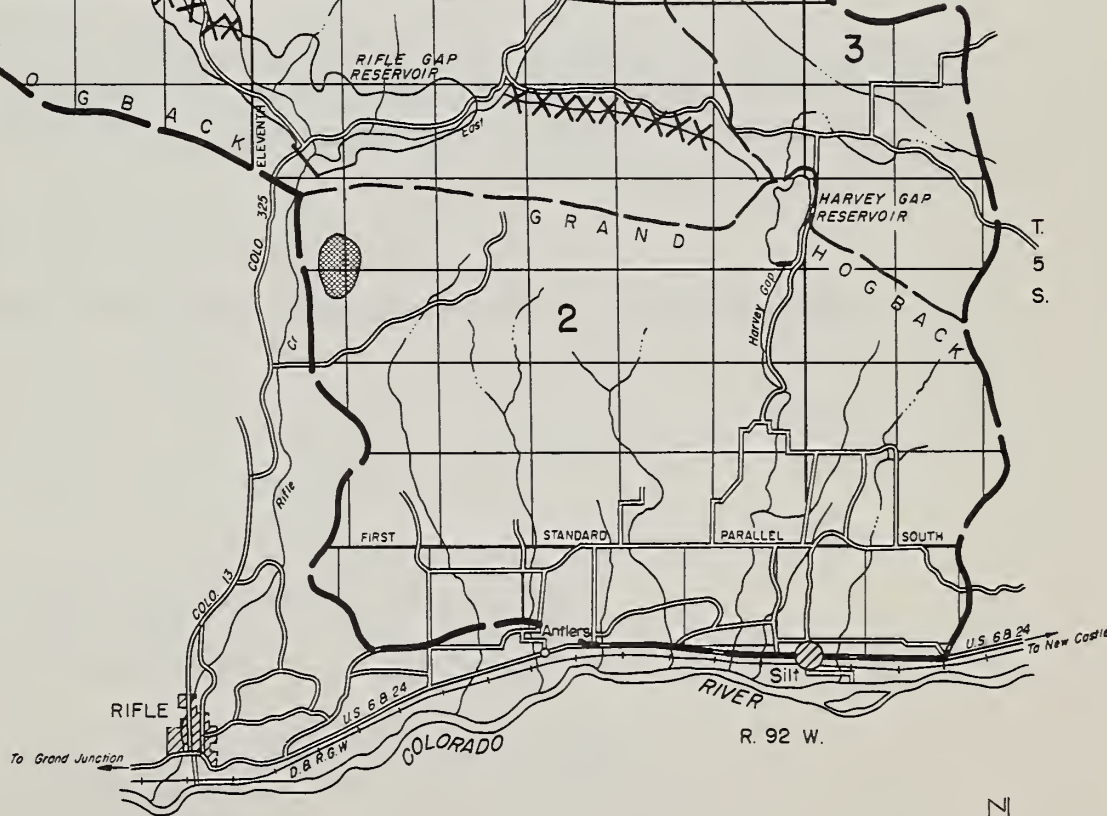 3
RIFLE GAP
RESERVOIR
O G B A C K
ELEVENTH
East
HARVEY GAP
RESERVOIR
G R A N D
H O G B A C K
T.
5
S.
COLO 325
Cr
2
Harvey Gap
Rifle
FIRST STANDARD PARALLEL SOUTH
COLO. 13
Antlers
U.S. 6 & 24
To New Castle
Silt
RIVER
RIFLE
U.S. 6 & 24
R. 92 W.
COLORADO
D. & R. G. W
To Grand Junction
N